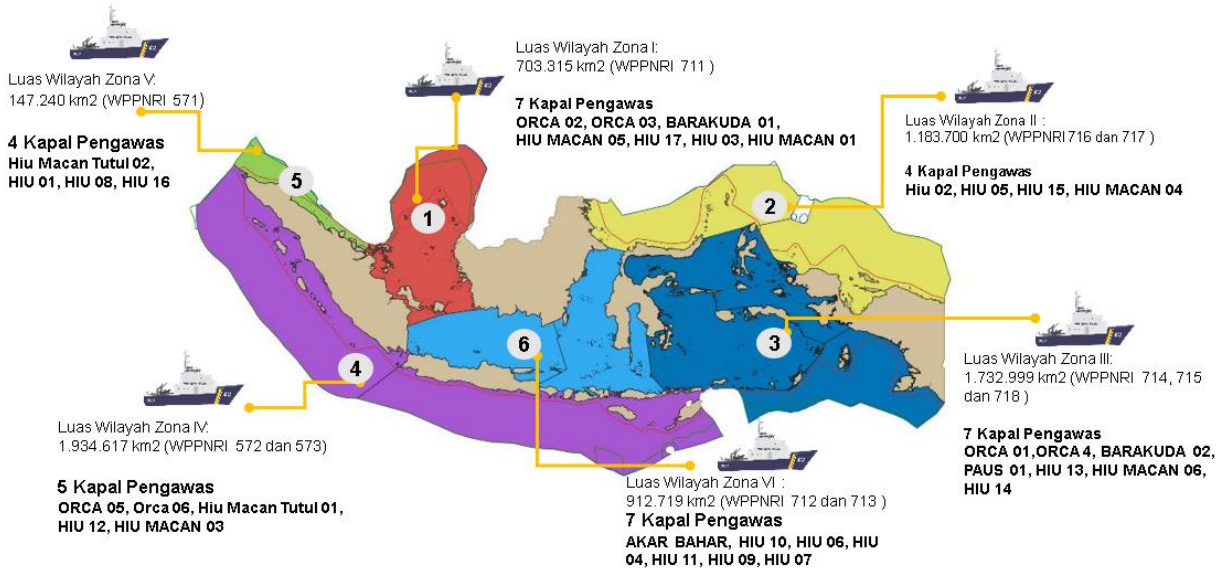 Luas Wilayah Zona V:
147.240 km2 (WPPNRI 571)
4 Kapal Pengawas
Hiu Macan Tutul 02,
HIU 01, HIU 08, HIU 16
Luas Wilayah Zona I:
703.315 km2 (WPPNRI 711 )
7 Kapal Pengawas
ORCA 02, ORCA 03, BARAKUDA 01,
HIU MACAN 05, HIU 17, HIU 03, HIU MACAN 01
Luas Wilayah Zona II :
1.183.700 km2 (WPPNRI 716 dan 717 )
4 Kapal Pengawas
Hiu 02, HIU 05, HIU 15, HIU MACAN 04
5
1
2
6
3
4
Luas Wilayah Zona III:
1.732.999 km2 (WPPNRI 714, 715
dan 718 )
7 Kapal Pengawas
ORCA 01,ORCA 4, BARAKUDA 02,
PAUS 01, HIU 13, HIU MACAN 06,
HIU 14
Luas Wilayah Zona IV:
1.934.617 km2 (WPPNRI 572 dan 573)
5 Kapal Pengawas
ORCA 05, Orca 06, Hiu Macan Tutul 01,
HIU 12, HIU MACAN 03
Luas Wilayah Zona VI :
912.719 km2 (WPPNRI 712 dan 713 )
7 Kapal Pengawas
AKAR BAHAR, HIU 10, HIU 06, HIU
04, HIU 11, HIU 09, HIU 07